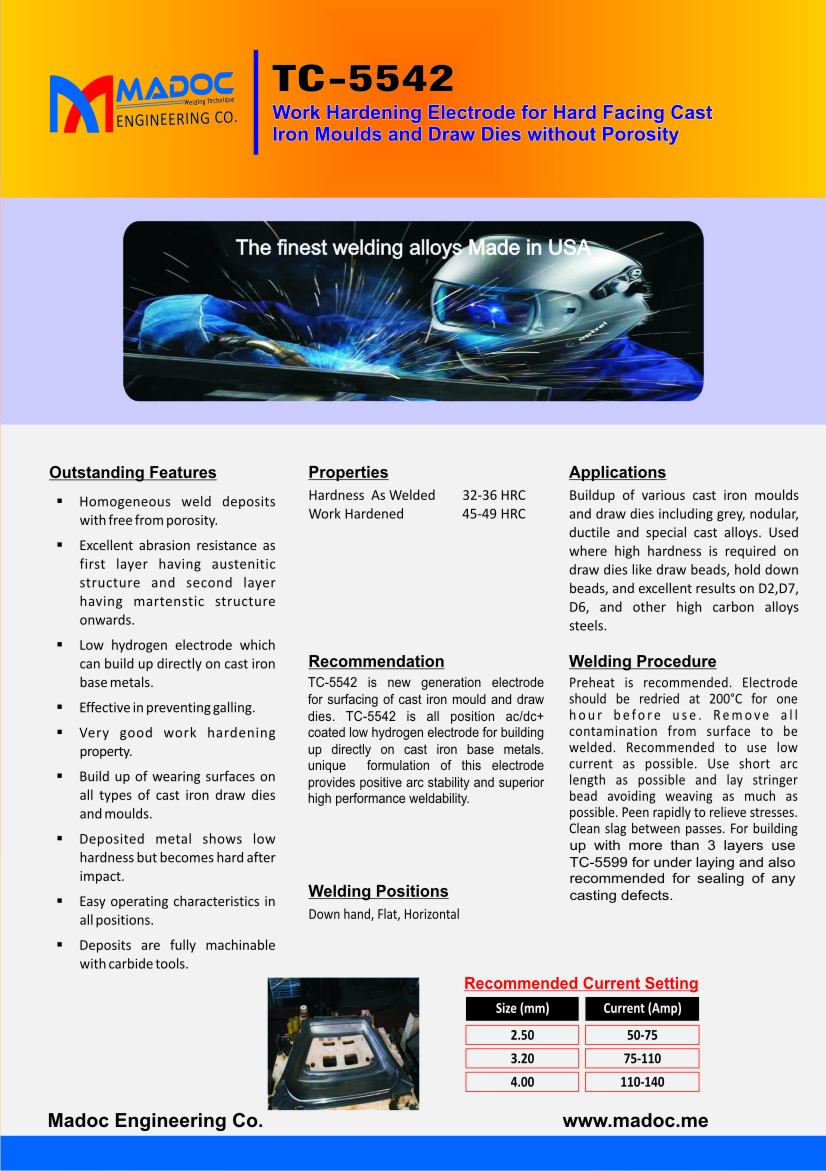 MADOC
Welding Technique
ENGINEERING CO.
TC-5542
Work Hardening Electrode for Hard Facing Cast
Iron Moulds and Draw Dies without Porosity
The finest welding alloys Made in USA
optrel
Outstanding Features
▪ Homogeneous weld deposits
with free from porosity.
▪ Excellent abrasion resistance as
first layer having austenitic
structure and second layer
having martenstic structure
onwards.
▪ Low hydrogen electrode which
can build up directly on cast iron
base metals.
▪ Effective in preventing galling.
▪ Very good work hardening
property.
▪ Build up of wearing surfaces on
all types of cast iron draw dies
and moulds.
▪ Deposited metal shows low
hardness but becomes hard after
impact.
▪ Easy operating characteristics in
all positions.
▪ Deposits are fully machinable
with carbide tools.
Properties
Hardness As Welded 32-36 HRC
Work Hardened 45-49 HRC
Recommendation
TC-5542 is new generation electrode
for surfacing of cast iron mould and draw
dies. TC-5542 is all position ac/dc+
coated low hydrogen electrode for building
up directly on cast iron base metals.
unique formulation of this electrode
provides positive arc stability and superior
high performance weldability.
Welding Positions
Down hand, Flat, Horizontal
Applications
Buildup of various cast iron moulds
and draw dies including grey, nodular,
ductile and special cast alloys. Used
where high hardness is required on
draw dies like draw beads, hold down
beads, and excellent results on D2,D7,
D6, and other high carbon alloys
steels.
Welding Procedure
Preheat is recommended. Electrode
should be redried at 200°C for one
hour before use. Remove all
contamination from surface to be
welded. Recommended to use low
current as possible. Use short arc
length as possible and lay stringer
bead avoiding weaving as much as
possible. Peen rapidly to relieve stresses.
Clean slag between passes. For building
up with more than 3 layers use
TC-5599 for under laying and also
recommended for sealing of any
casting defects.
Recommended Current Setting
Size (mm) Current (Amp)
2.50 50-75
3.20 75-110
4.00 110-140
Madoc Engineering Co.
www.madoc.me